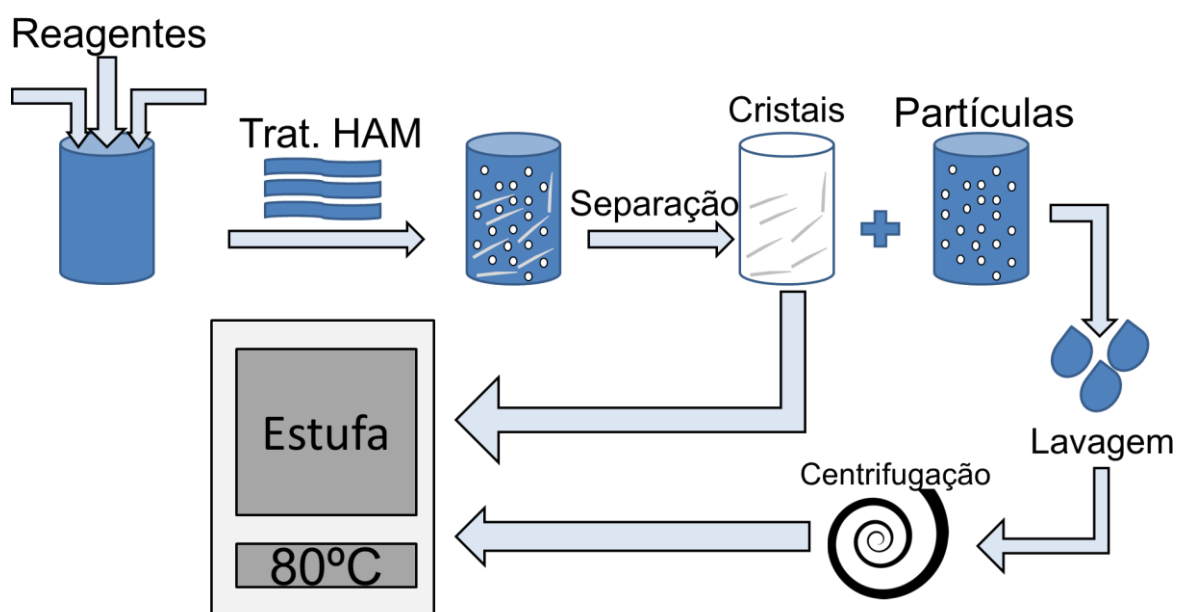 Reagentes
Trat. HAM
Separação
Cristais
Partículas
Lavagem
Centrifugação
Estufa
80ºC